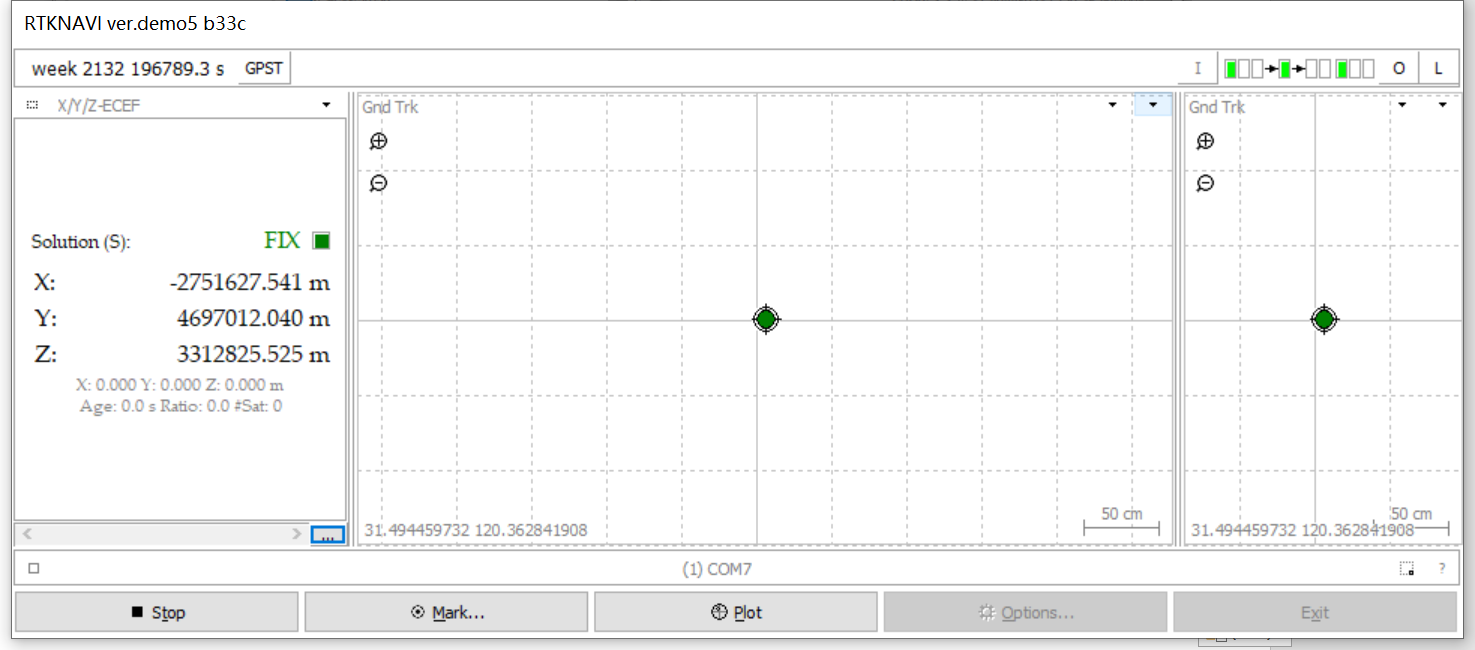 RTKNAVI ver.demo5 b33c
week 2132 196789.3 s GPST I O L
X/Y/Z-ECEF
Solution (S): FIX
X: -2751627.541 m
Y: 4697012.040 m
Z: 3312825.525 m
X: 0.000 Y: 0.000 Z: 0.000 m
Age: 0.0 s Ratio: 0.0 #Sat: 0
...
Gnd Trk
50 cm
31.494459732 120.362841908
Gnd Trk
50 cm
31.494459732 120.362841908
(1) COM7 ?
Stop Mark... Plot Options... Exit